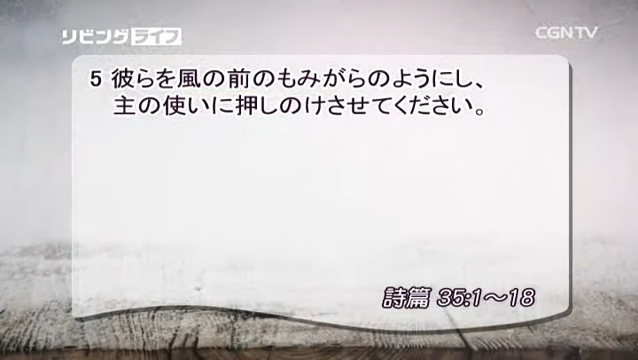 リビングライフ
CGNTV
5 彼らを風の前のもみがらのようにし、
主の使いに押しのけさせてください。
詩篇 35:1～18